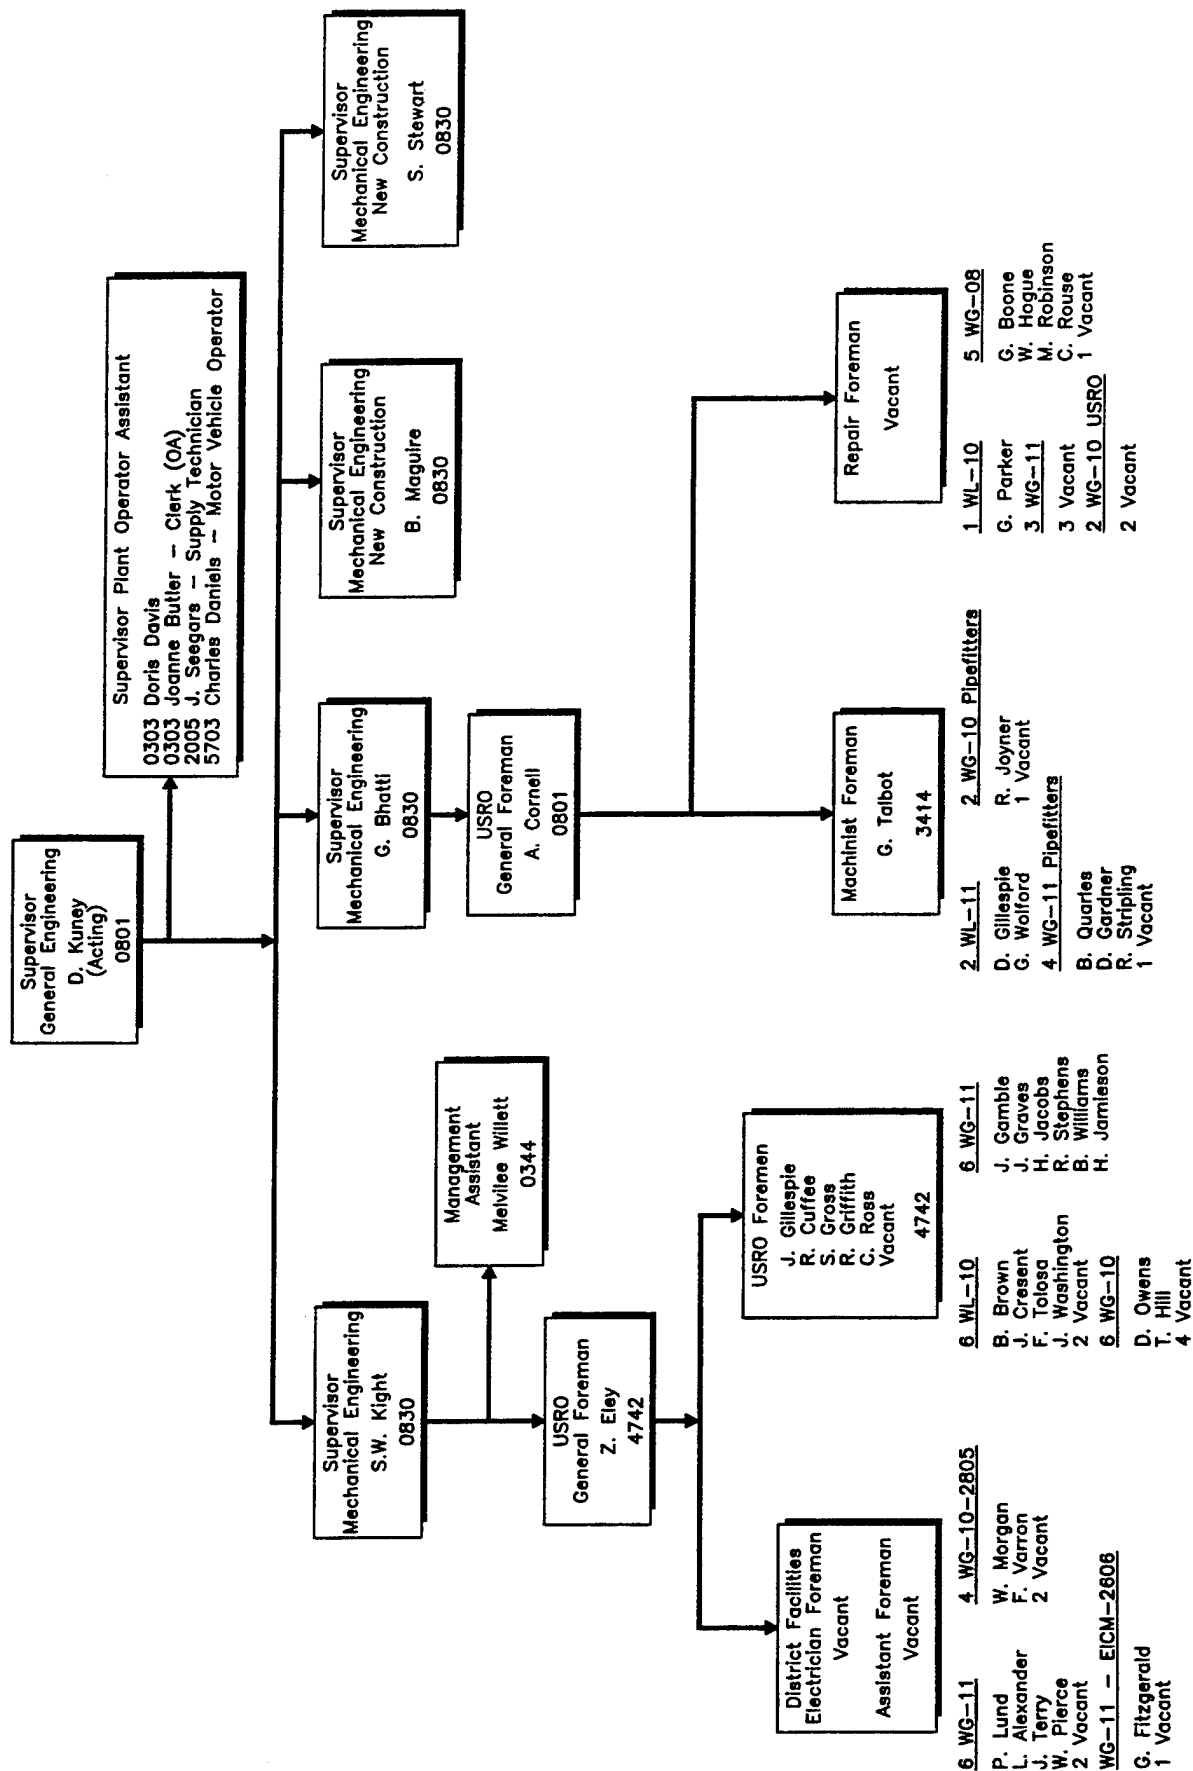 Supervisor
General Engineering
D. Kuney
(Acting)
0801
Supervisor Plant Operator Assistant
0303 Doris Davis
0303 Joanne Butler – Clerk (OA)
2005 J. Seegars – Supply Technician
5703 Charles Daniels – Motor Vehicle Operator
Supervisor
Mechanical Engineering
S.W. Kight
0830
Supervisor
Mechanical Engineering
G. Bhatti
0830
Supervisor
Mechanical Engineering
New Construction
B. Maguire
0830
Supervisor
Mechanical Engineering
New Construction
S. Stewart
0830
Management
Assistant
Melvilee Willett
0344
USRO
General Foreman
Z. Eley
4742
USRO
General Foreman
A. Cornell
0801
District Facilities
Electrician Foreman
Vacant
Assistant Foreman
Vacant
USRO Foremen
J. Gillespie
R. Cuffee
S. Gross
R. Griffith
C. Ross
Vacant
4742
Machinist Foreman
G. Talbot
3414
Repair Foreman
Vacant
6 WG–11
P. Lund
L. Alexander
J. Terry
W. Pierce
2 Vacant
WG–11 – EICM–2606
G. Fitzgerald
1 Vacant
4 WG–10–2805
W. Morgan
F. Varron
2 Vacant
6 WL–10
B. Brown
J. Cresent
F. Tolosa
J. Washington
2 Vacant
6 WG–10
D. Owens
T. Hill
4 Vacant
6 WG–11
J. Gamble
J. Graves
H. Jacobs
R. Stephens
B. Williams
H. Jamieson
2 WL–11
D. Gillespie
G. Wolford
4 WG–11 Pipefitters
B. Quarles
D. Gardner
R. Stripling
1 Vacant
2 WG–10 Pipefitters
R. Joyner
1 Vacant
1 WL–10
G. Parker
3 WG–11
3 Vacant
2 WG–10 USRO
2 Vacant
5 WG–08
G. Boone
W. Hogue
M. Robinson
C. Rouse
1 Vacant